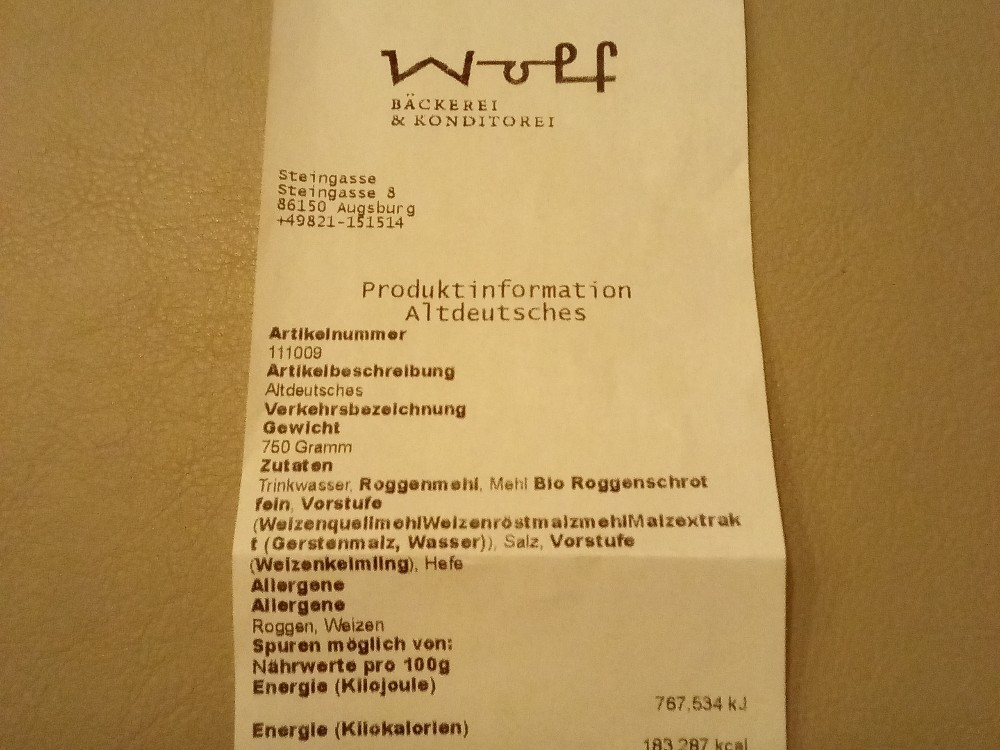 Wolf
BÄCKEREI
& KONDITOREI
Steingasse
Steingasse 8
86150 Augsburg
+49821-151514
Produktinformation
Altdeutsches
Artikelnummer
111009
Artikelbeschreibung
Altdeutsches
Verkehrsbezeichnung
Gewicht
750 Gramm
Zutaten
Trinkwasser, Roggenmehl, Mehl Bio Roggenschrot
fein, Vorstufe
(WeizenquellmehlWeizenröstmalzmehlMalzextrak
t (Gerstenmalz, Wasser)), Salz, Vorstufe
(Weizenkeimling), Hefe
Allergene
Allergene
Roggen, Weizen
Spuren möglich von:
Nährwerte pro 100g
Energie (Kilojoule)
767,534 kJ
Energie (Kilokalorien)
183,287 kcal